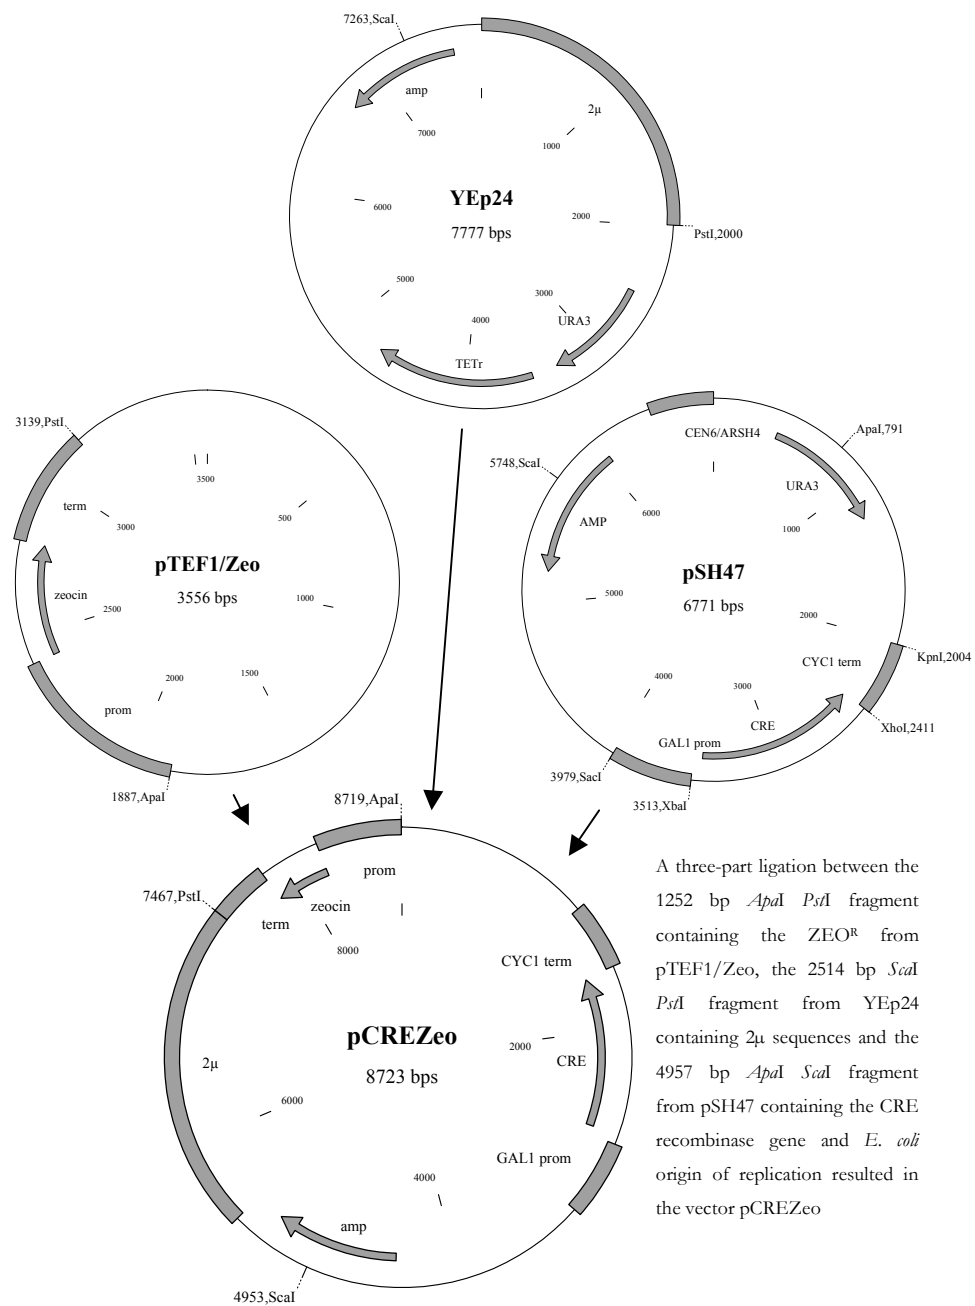 7263,ScaI
amp
7000
2μ
1000
YEp24
7777 bps
6000
2000
PstI,2000
5000
3000
URA3
4000
TETr
3139,PstI
3500
term
3000
500
pTEF1/Zeo
3556 bps
zeocin
2500
1000
2000
1500
prom
1887,ApaI
CEN6/ARSH4
ApaI,791
5748,ScaI
URA3
6000
1000
AMP
pSH47
6771 bps
5000
2000
KpnI,2004
CYC1 term
4000
3000
CRE
XhoI,2411
GAL1 prom
3979,SacI
3513,XbaI
8719,ApaI
prom
7467,PstI
zeocin
term
8000
CYC1 term
pCREZeo
8723 bps
2000
CRE
2μ
6000
GAL1 prom
4000
amp
4953,ScaI
A three-part ligation between the
1252 bp ApaI PstI fragment
containing the ZEOᴿ from
pTEF1/Zeo, the 2514 bp ScaI
PstI fragment from YEp24
containing 2μ sequences and the
4957 bp ApaI ScaI fragment
from pSH47 containing the CRE
recombinase gene and E. coli
origin of replication resulted in
the vector pCREZeo